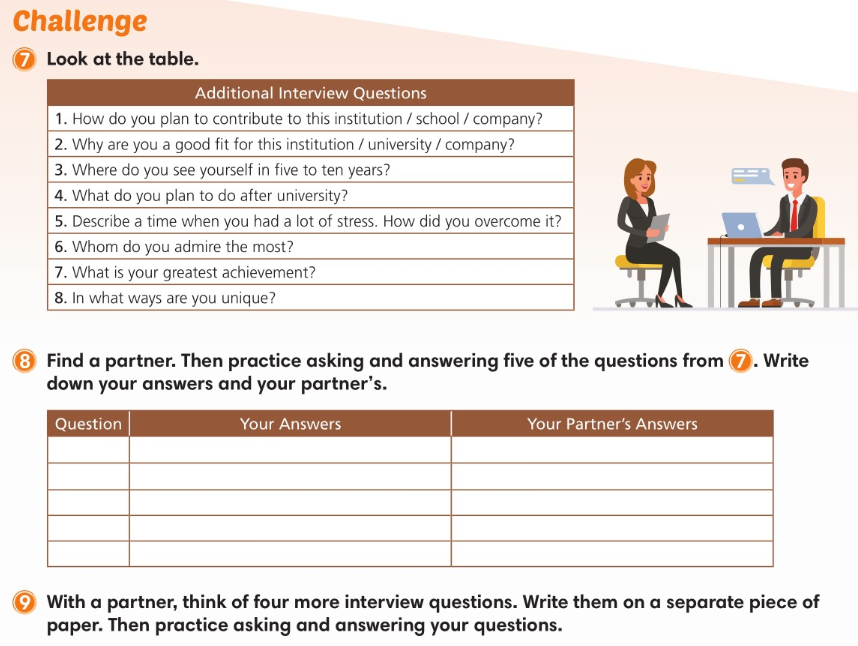 Challenge
7 Look at the table.
Additional Interview Questions
1. How do you plan to contribute to this institution / school / company?
2. Why are you a good fit for this institution / university / company?
3. Where do you see yourself in five to ten years?
4. What do you plan to do after university?
5. Describe a time when you had a lot of stress. How did you overcome it?
6. Whom do you admire the most?
7. What is your greatest achievement?
8. In what ways are you unique?
8 Find a partner. Then practice asking and answering five of the questions from 7. Write
down your answers and your partner's.
Question Your Answers Your Partner's Answers
9 With a partner, think of four more interview questions. Write them on a separate piece of
paper. Then practice asking and answering your questions.